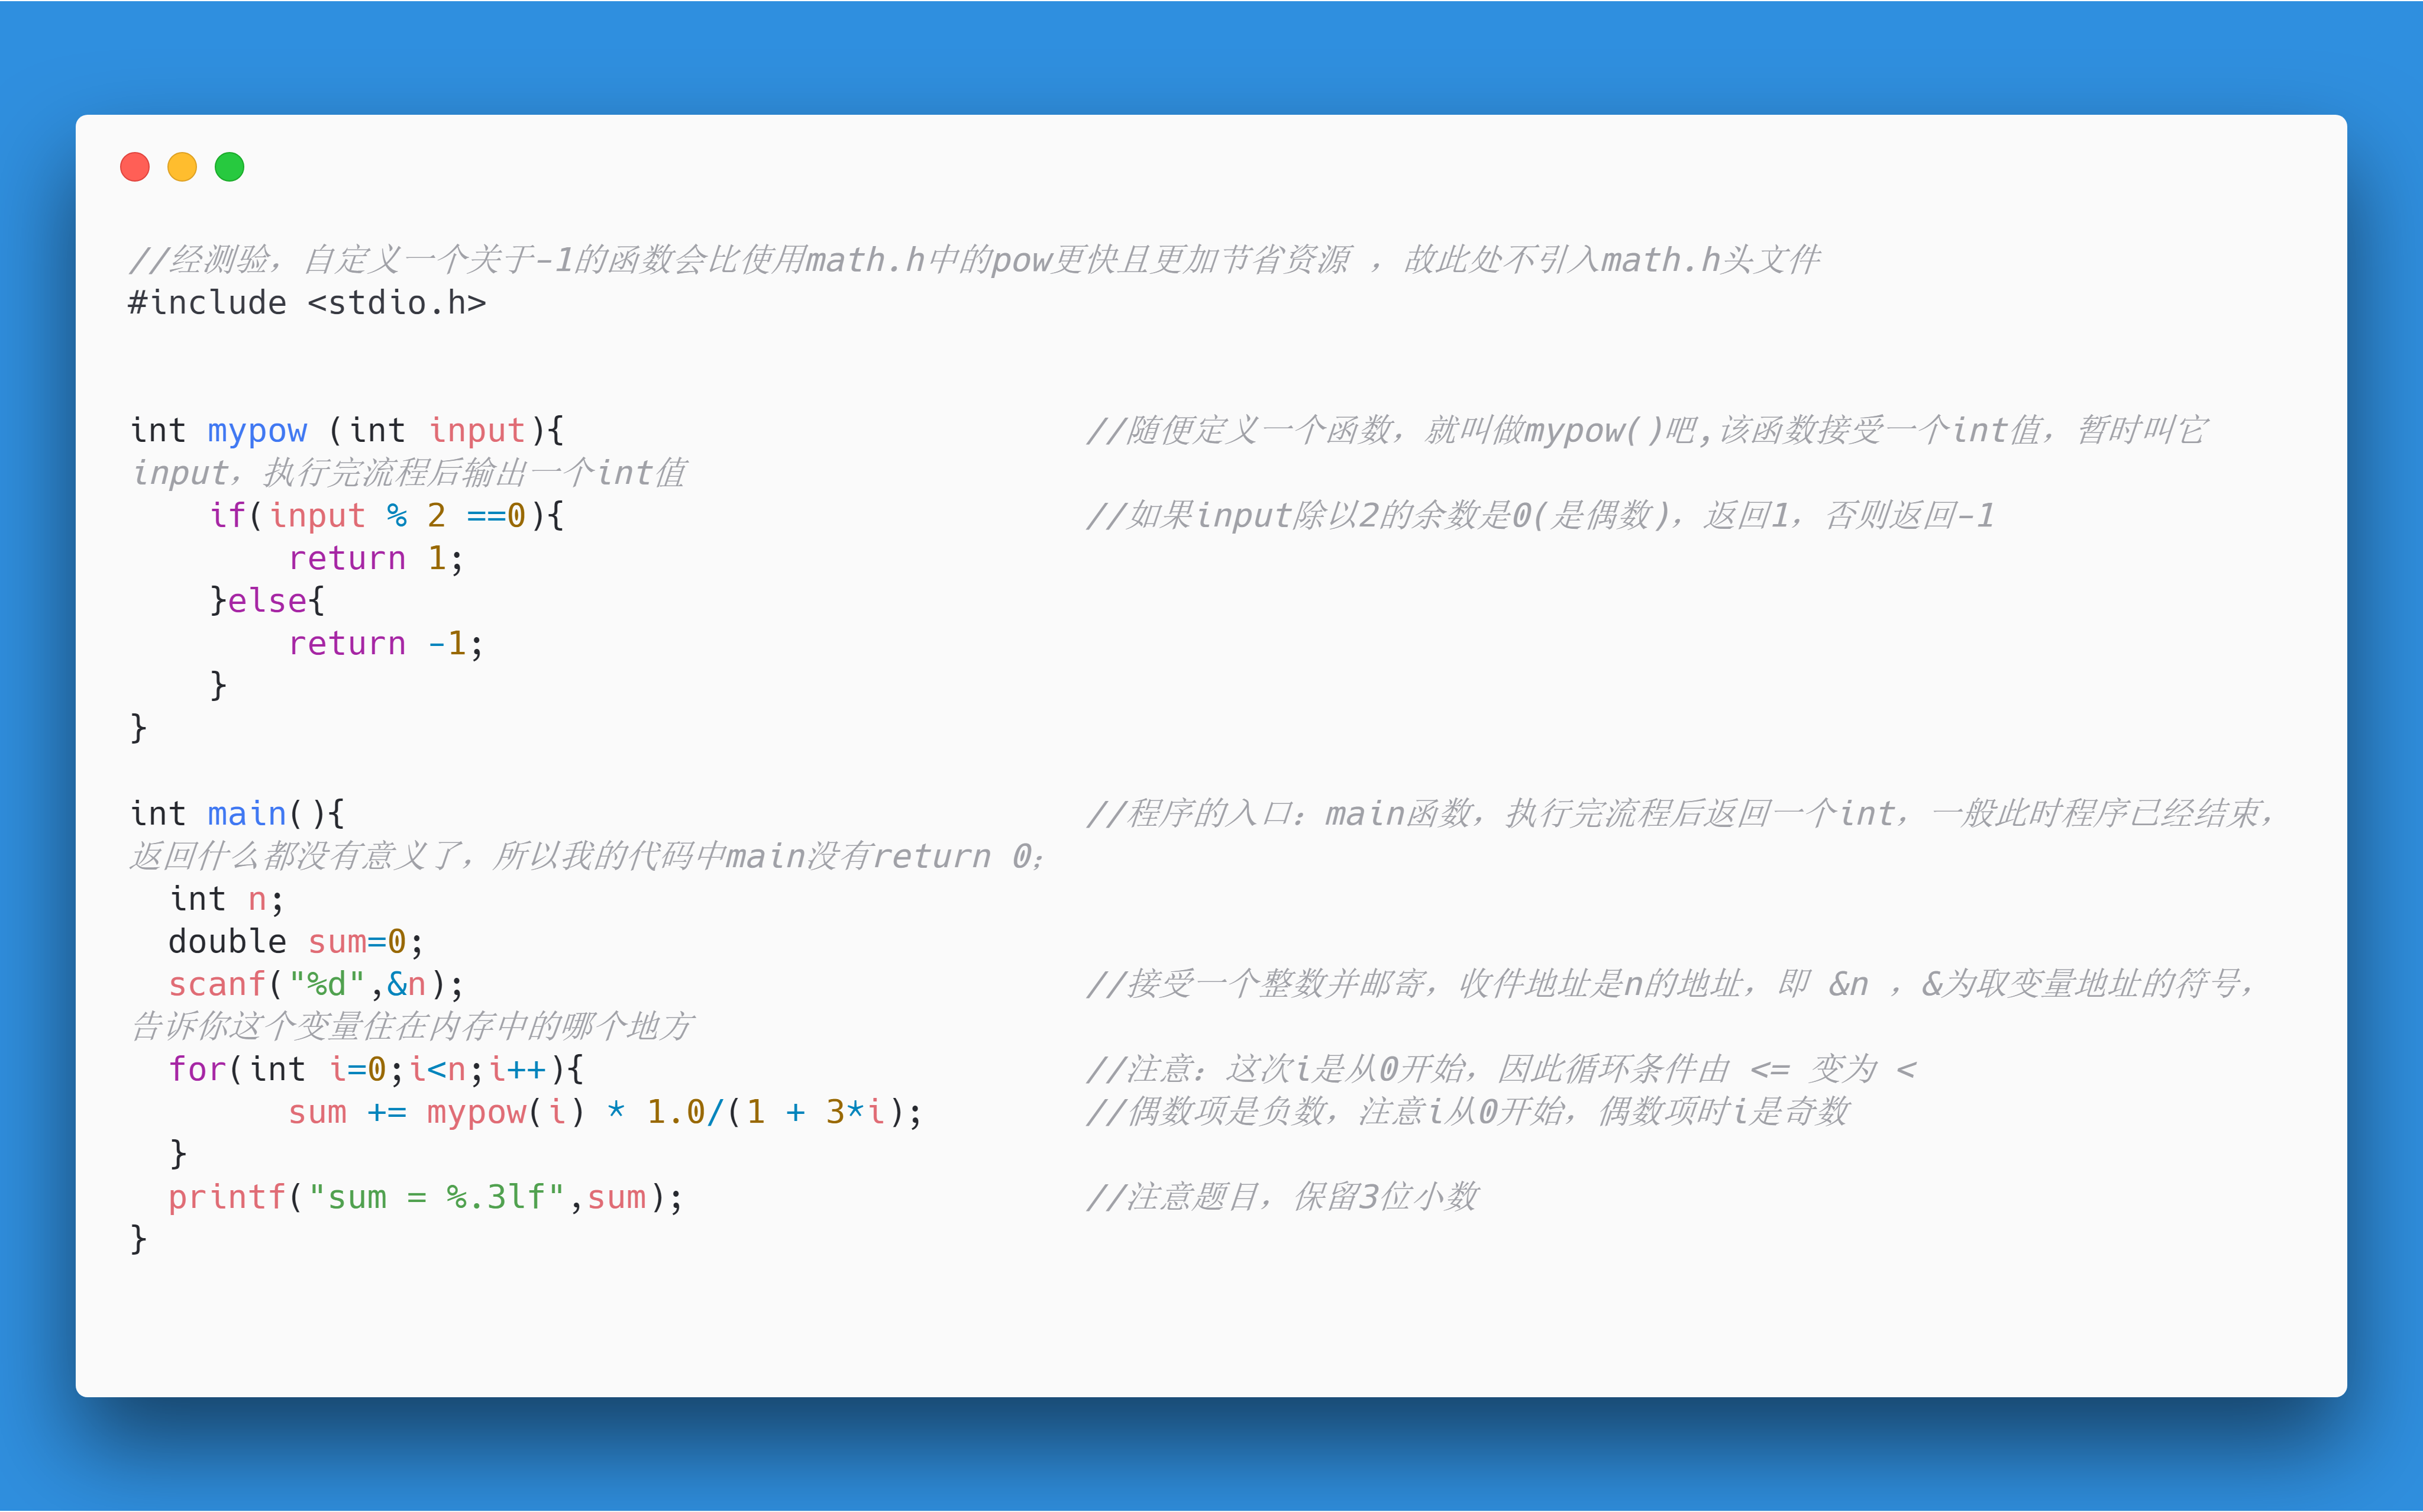 //经测验，自定义一个关于-1的函数会比使用math.h中的pow更快且更加节省资源 ，故此处不引入math.h头文件
#include <stdio.h>
int mypow (int input){ //随便定义一个函数，就叫做mypow()吧,该函数接受一个int值，暂时叫它
input，执行完流程后输出一个int值
if(input % 2 ==0){ //如果input除以2的余数是0(是偶数)，返回1，否则返回-1
return 1;
}else{
return -1;
}
}
int main(){ //程序的入口：main函数，执行完流程后返回一个int，一般此时程序已经结束，
返回什么都没有意义了，所以我的代码中main没有return 0；
int n;
double sum=0;
scanf("%d",&n); //接受一个整数并邮寄，收件地址是n的地址，即 &n ，&为取变量地址的符号，
告诉你这个变量住在内存中的哪个地方
for(int i=0;i<n;i++){ //注意：这次i是从0开始，因此循环条件由 <= 变为 <
sum += mypow(i) * 1.0/(1 + 3*i); //偶数项是负数，注意i从0开始，偶数项时i是奇数
}
printf("sum = %.3lf",sum); //注意题目，保留3位小数
}